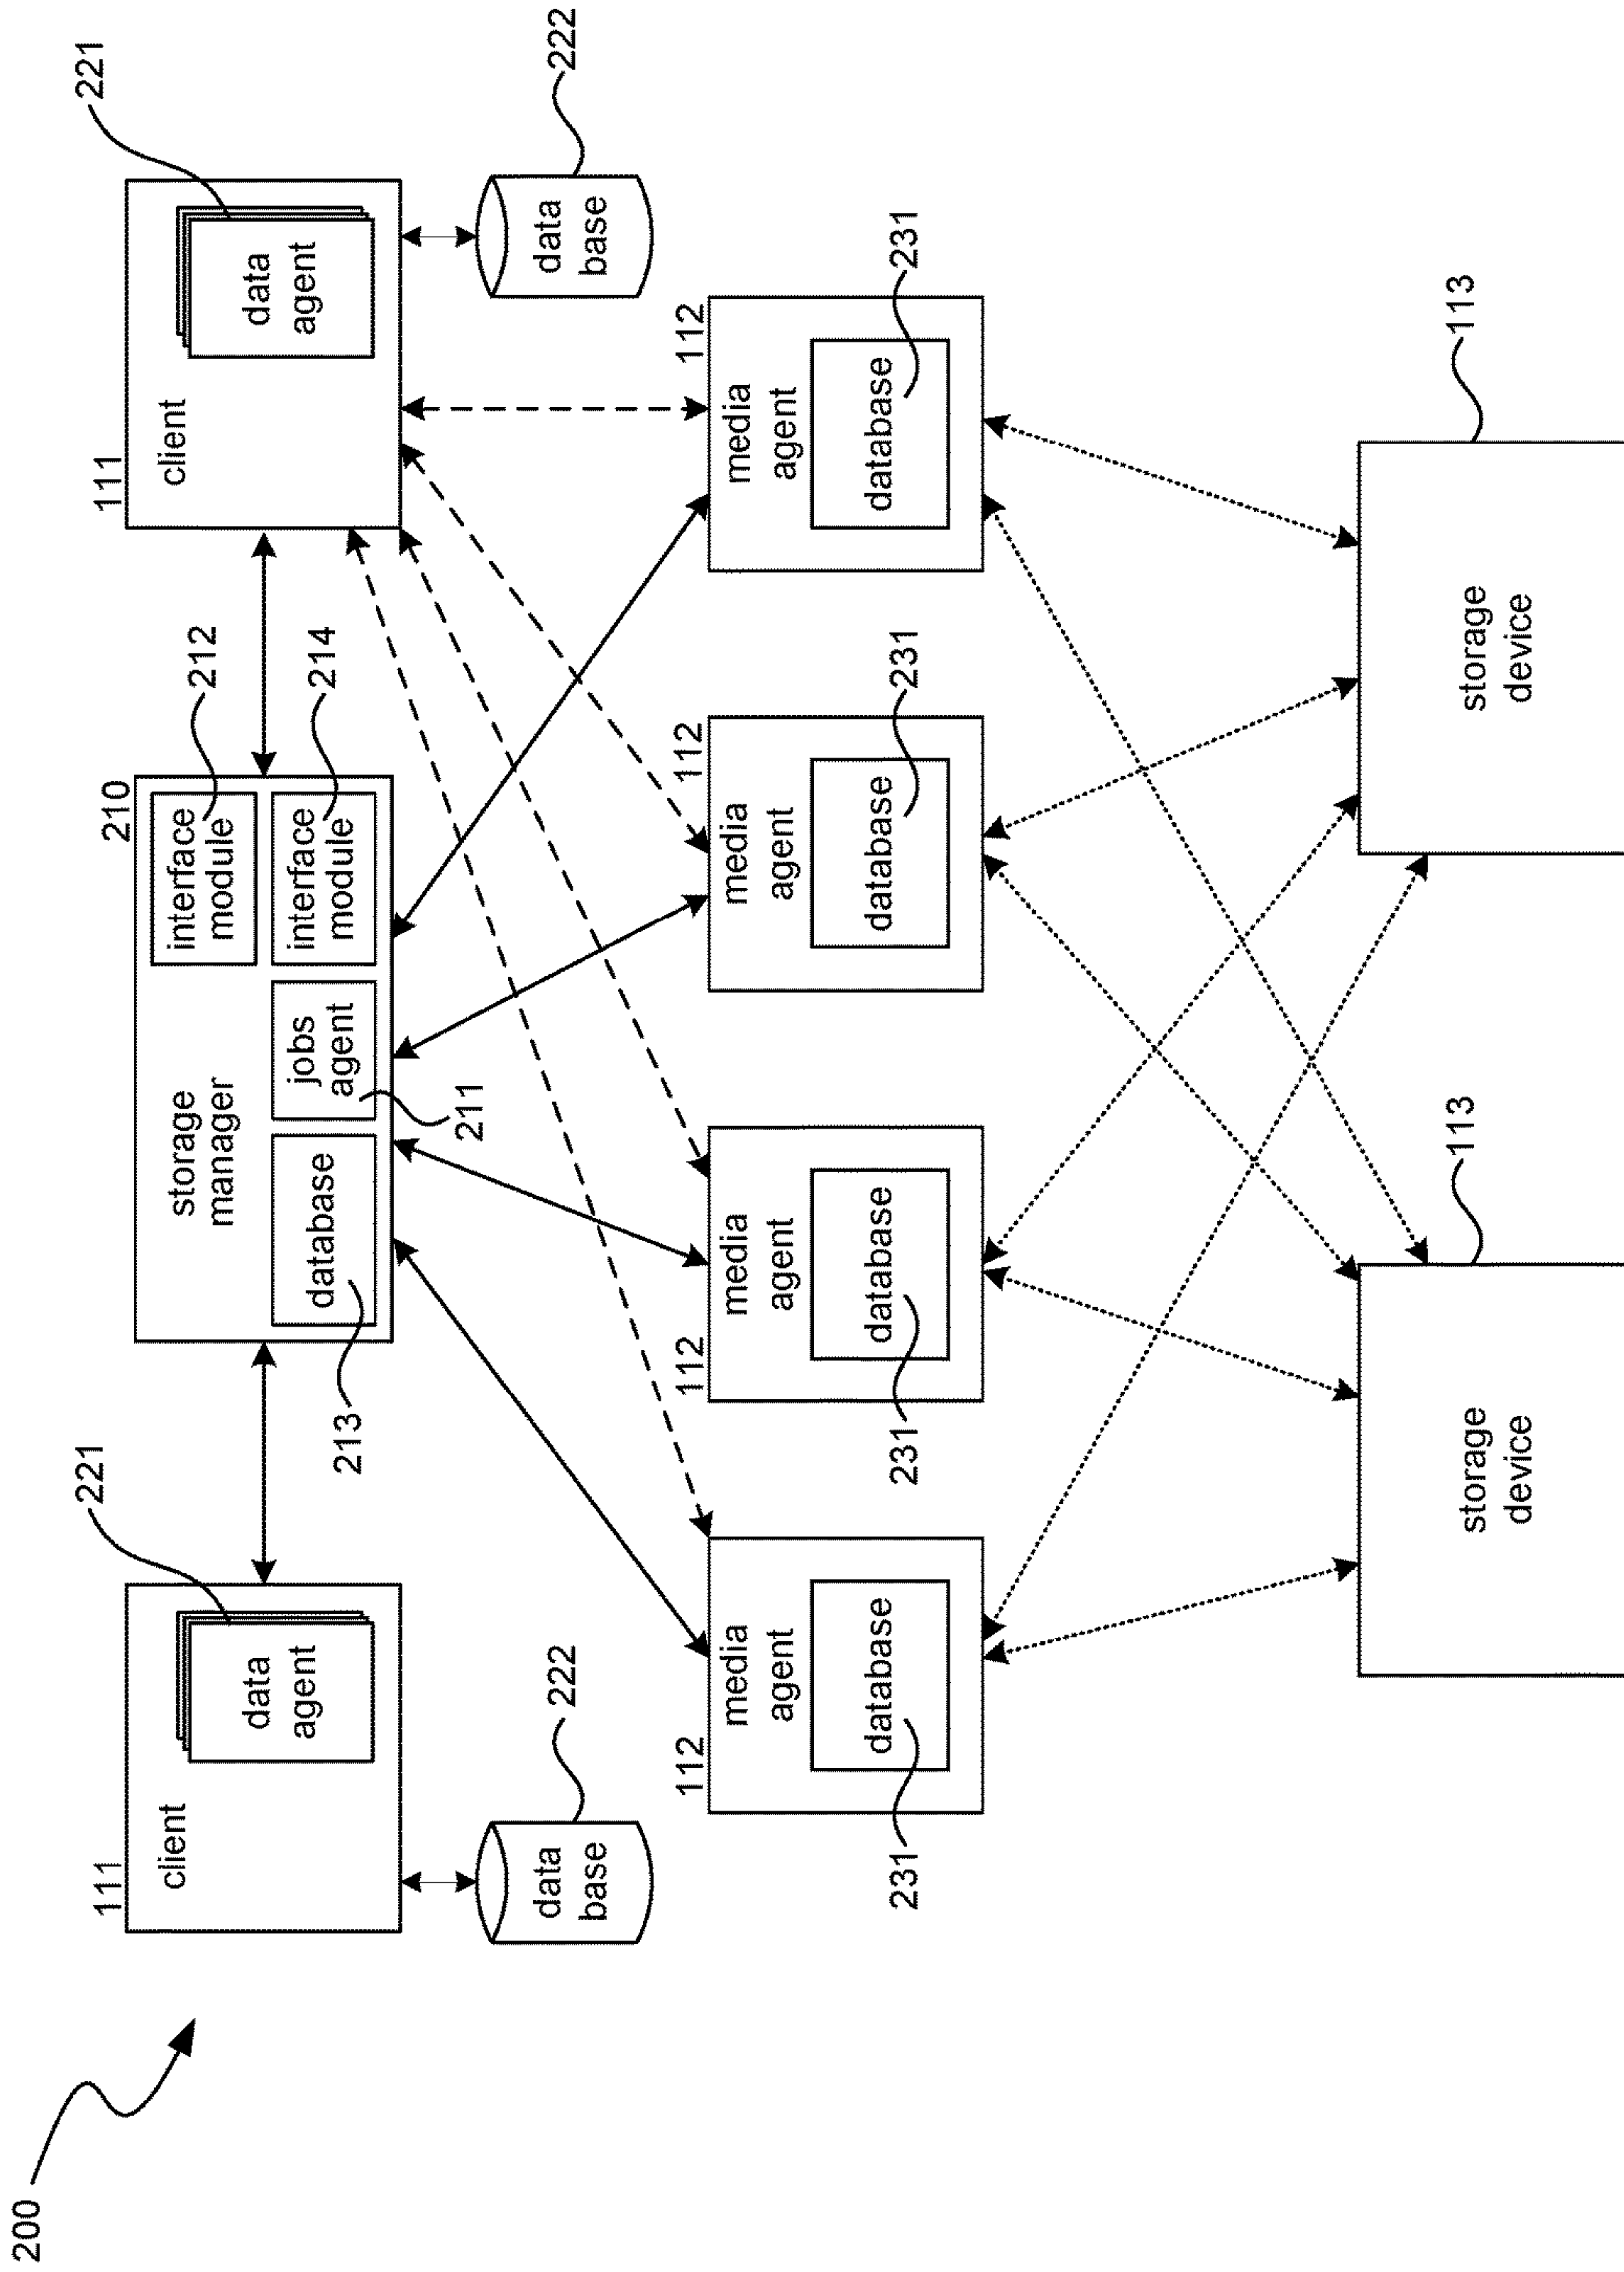 200
111
client
data
agent
221
data
base
222
210
storage
manager
interface
module
212
database
213
jobs
agent
211
interface
module
214
111
client
data
agent
221
data
base
222
112
media
agent
database
231
112
media
agent
database
231
112
media
agent
database
231
112
media
agent
database
231
storage
device
113
storage
device
113